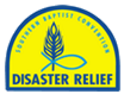 SOUTHERN BAPTIST CONVENTION
DISASTER RELIEF